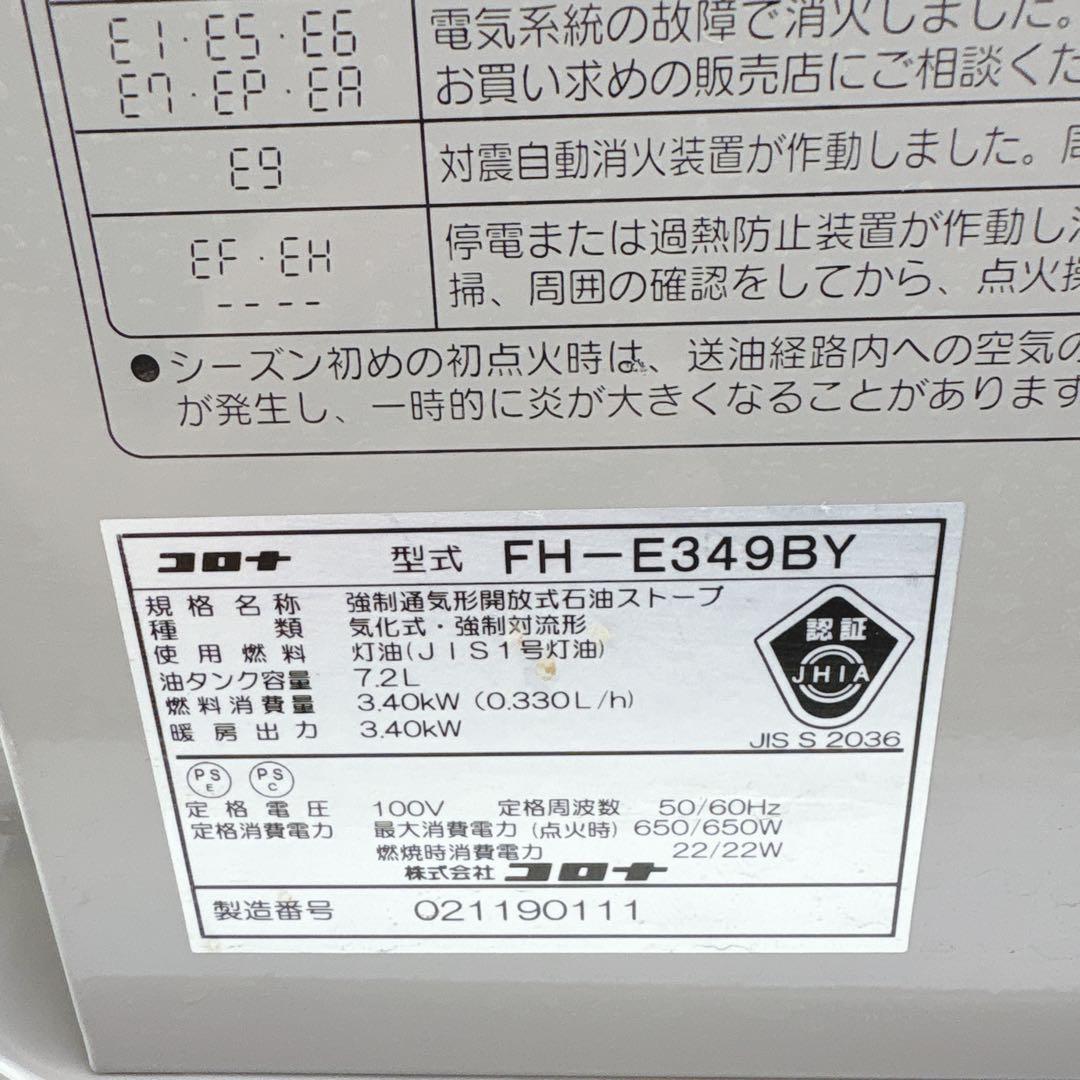 E1・E5・E6
E7・EP・EA
電気系統の故障で消火しました。
お買い求めの販売店にご相談くだ
E9
対震自動消火装置が作動しました。周
EF・EH
----
停電または過熱防止装置が作動し
掃、周囲の確認をしてから、点火操
●シーズン初めの初点火時は、送油経路内への空気の
が発生し、一時的に炎が大きくなることがあります
コロナ 型式 FH－E349BY
規格名称 強制通気形開放式石油ストーブ
種類 気化式・強制対流形
使用燃料 灯油(JIS1号灯油)
油タンク容量 7.2L
燃料消費量 3.40kW (0.330L/h)
暖房出力 3.40kW
認証
JHIA
JIS S 2036
PSE PSC
定格電圧 100V 定格周波数 50/60Hz
定格消費電力 最大消費電力 (点火時) 650/650W
燃焼時消費電力 22/22W
株式会社 コロナ
製造番号 021190111